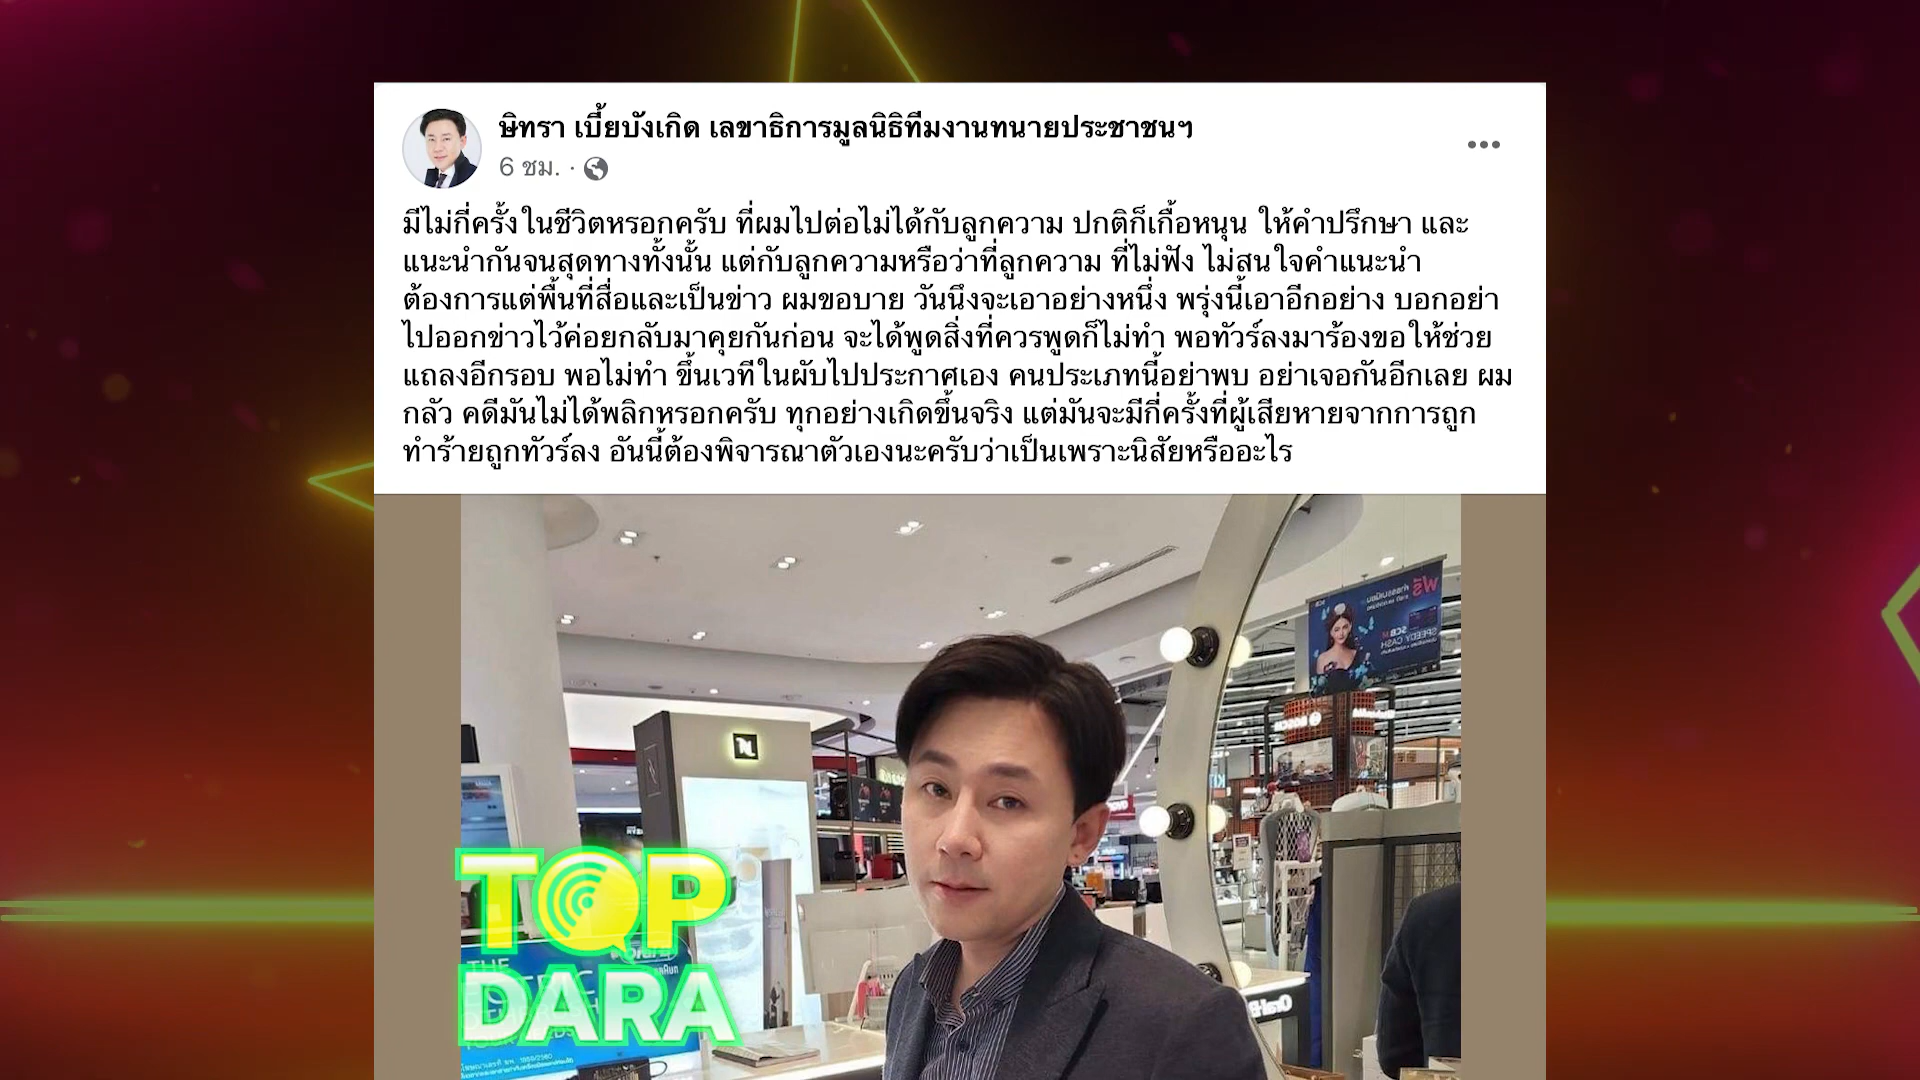 ษิทรา เบี้ยบังเกิด เลขาธิการมูลนิธิทีมงานทนายประชาชนฯ
6 ชม. ·
มีไม่กี่ครั้งในชีวิตหรอกครับ ที่ผมไปต่อไม่ได้กับลูกความ ปกติก็เกื้อหนุน ให้คำปรึกษา และ
แนะนำกันจนสุดทางทั้งนั้น แต่กับลูกความหรือว่าที่ลูกความ ที่ไม่ฟัง ไม่สนใจคำแนะนำ
ต้องการแต่พื้นที่สื่อและเป็นข่าว ผมขอบาย วันนึงจะเอาอย่างหนึ่ง พรุ่งนี้เอาอีกอย่าง บอกอย่า
ไปออกข่าวไว้ค่อยกลับมาคุยกันก่อน จะได้พูดสิ่งที่ควรพูดก็ไม่ทำ พอทัวร์ลงมาร้องขอให้ช่วย
แถลงอีกรอบ พอไม่ทำ ขึ้นเวทีในผับไปประกาศเอง คนประเภทนี้อย่าพบ อย่าเจอกันอีกเลย ผม
กลัว คดีมันไม่ได้พลิกหรอกครับ ทุกอย่างเกิดขึ้นจริง แต่มันจะมีกี่ครั้งที่ผู้เสียหายจากการถูก
ทำร้ายถูกทัวร์ลง อันนี้ต้องพิจารณาตัวเองนะครับว่าเป็นเพราะนิสัยหรืออะไร
ฟรี
SCB
SPEEDY CASH
BOSCH
TOP
DARA
THE
Oral-B